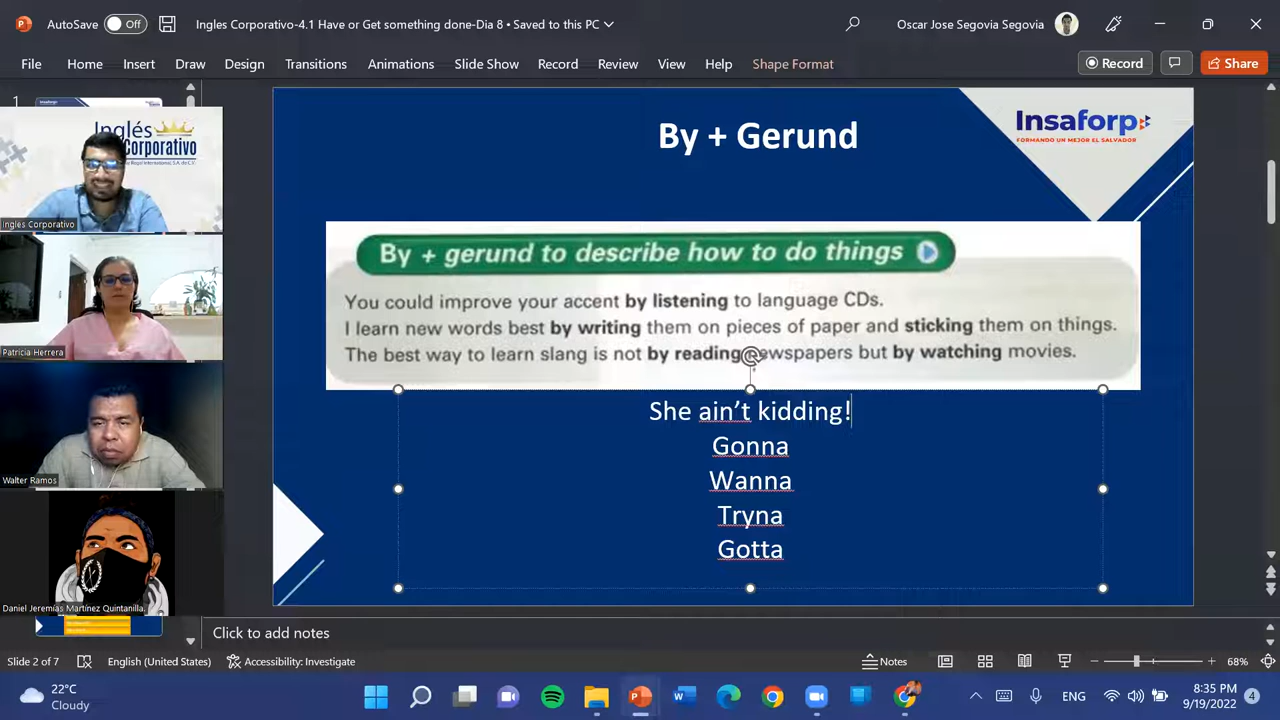 AutoSave Off Ingles Corporativo-4.1 Have or Get something done-Dia 8 • Saved to this PC Oscar Jose Segovia Segovia
File Home Insert Draw Design Transitions Animations Slide Show Record Review View Help Shape Format Record Share
1
Inglés
Corporativo
Ingles Corporativo
Patricia Herrera
Walter Ramos
Daniel Jeremías Martínez Quintanilla.
By + Gerund
Insaforp
FORMANDO UN MEJOR EL SALVADOR
By + gerund to describe how to do things
You could improve your accent by listening to language CDs.
I learn new words best by writing them on pieces of paper and sticking them on things.
The best way to learn slang is not by reading newspapers but by watching movies.
She ain't kidding!
Gonna
Wanna
Tryna
Gotta
Click to add notes
Slide 2 of 7 English (United States) Accessibility: Investigate Notes 68%
22°C
Cloudy
ENG
8:35 PM
9/19/2022
4